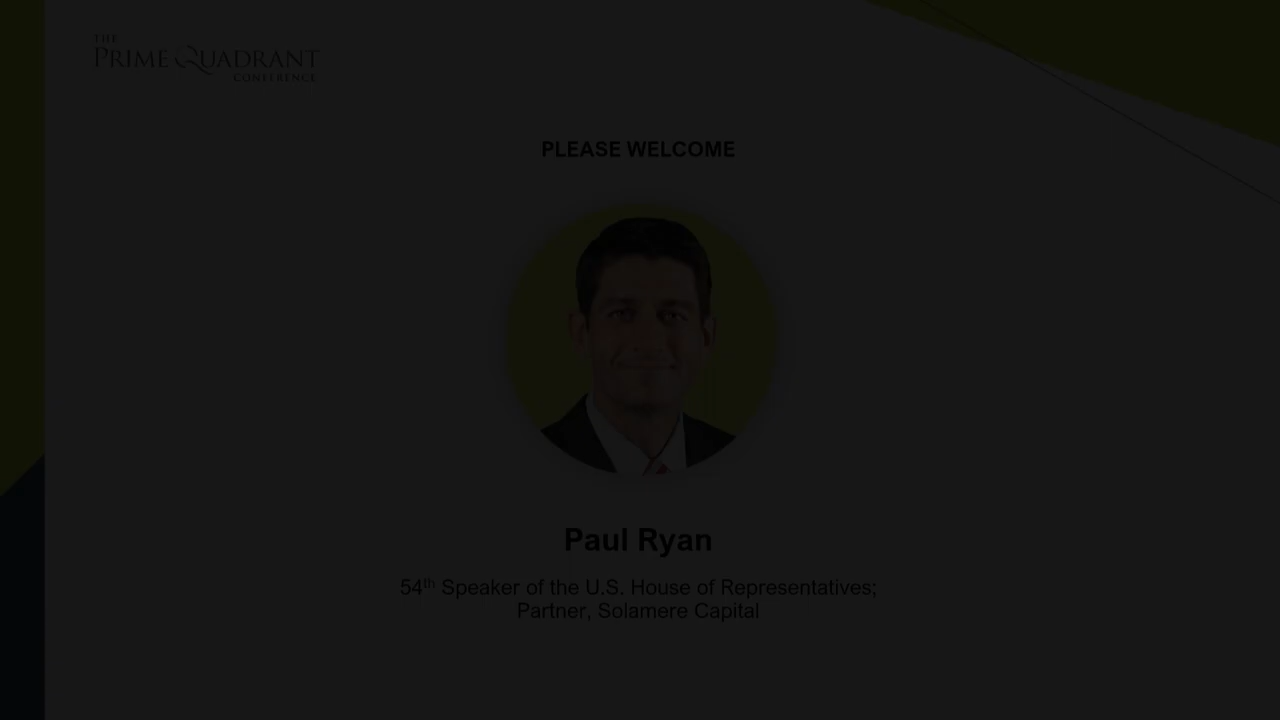 THE
PRIME QUADRANT
CONFERENCE
PLEASE WELCOME
Paul Ryan
54th Speaker of the U.S. House of Representatives;
Partner, Solamere Capital